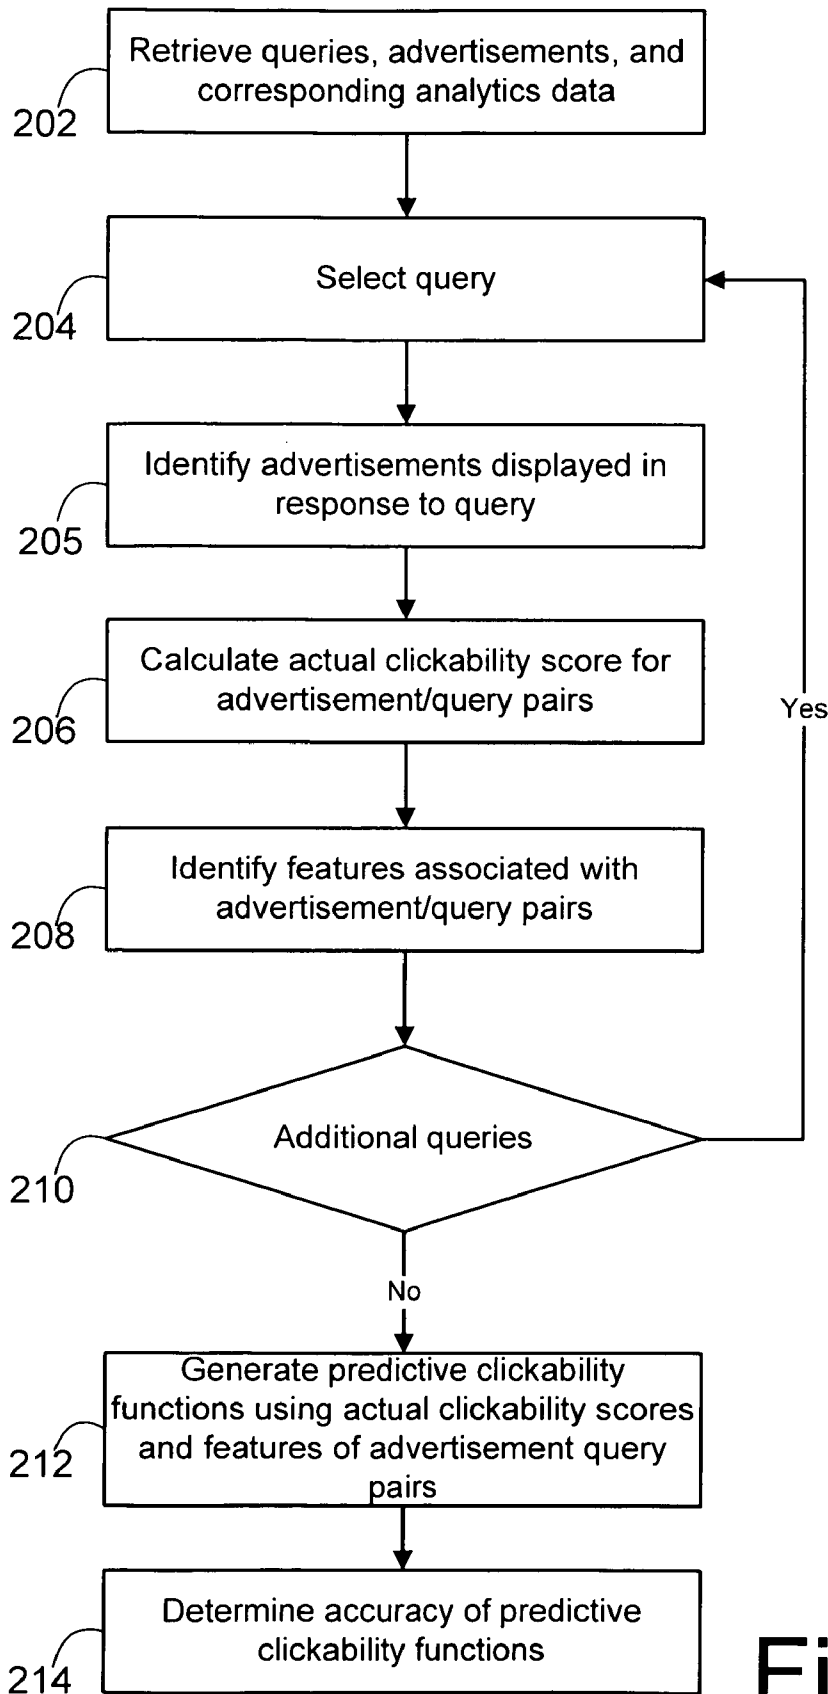 Retrieve queries, advertisements, and
corresponding analytics data
202
Select query
204
Identify advertisements displayed in
response to query
205
Calculate actual clickability score for
advertisement/query pairs
206
Yes
Identify features associated with
advertisement/query pairs
208
Additional queries
210
No
Generate predictive clickability
functions using actual clickability scores
and features of advertisement query
pairs
212
Determine accuracy of predictive
clickability functions
214
Fi